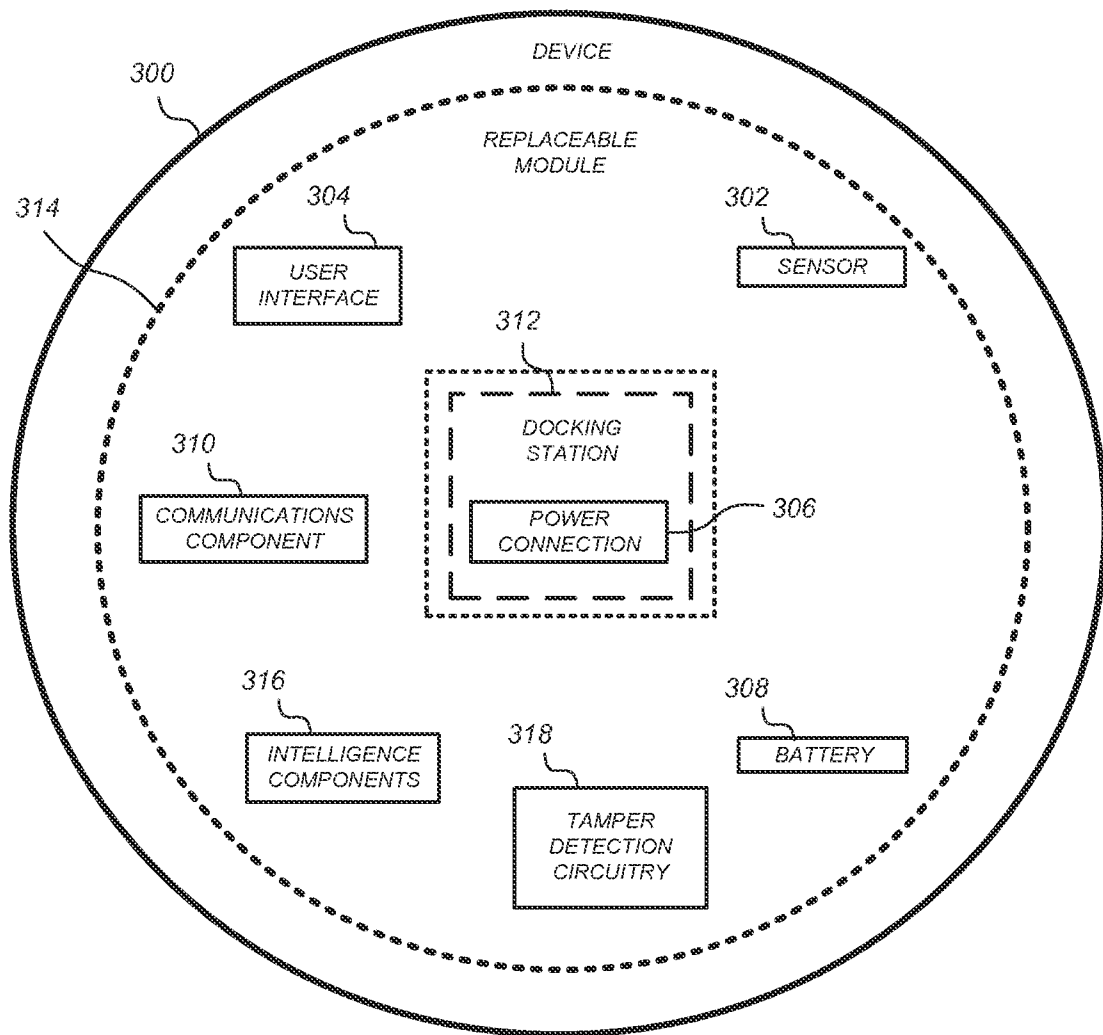 DEVICE
300
REPLACEABLE
MODULE
314
304
302
USER
INTERFACE
SENSOR
312
DOCKING
STATION
310
COMMUNICATIONS
COMPONENT
POWER
CONNECTION
306
316
INTELLIGENCE
COMPONENTS
318
TAMPER
DETECTION
CIRCUITRY
308
BATTERY